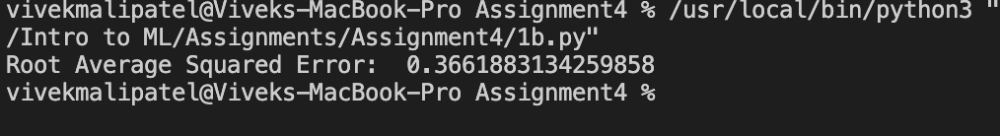 vivekmalipatel@Viveks-MacBook-Pro Assignment4 % /usr/local/bin/python3 "
/Intro to ML/Assignments/Assignment4/1b.py"
Root Average Squared Error:  0.3661883134259858
vivekmalipatel@Viveks-MacBook-Pro Assignment4 %